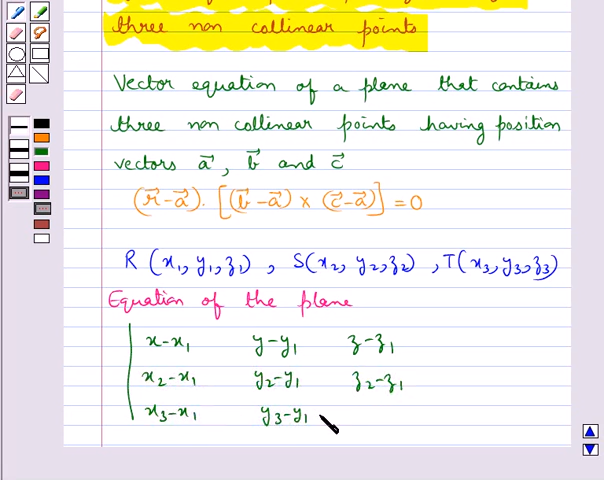 three non collinear points
Vector equation of a plane that contains
three non collinear points having position
vectors a⃗, b⃗ and c⃗
(r⃗-a⃗). [(b⃗-a⃗) × (c⃗-a⃗)] = 0
R (x₁, y₁, z₁) , S(x₂, y₂, z₂) , T(x₃, y₃, z₃)
Equation of the plane
| x-x₁ y-y₁ z-z₁
x₂-x₁ y₂-y₁ z₂-z₁
x₃-x₁ y₃-y₁